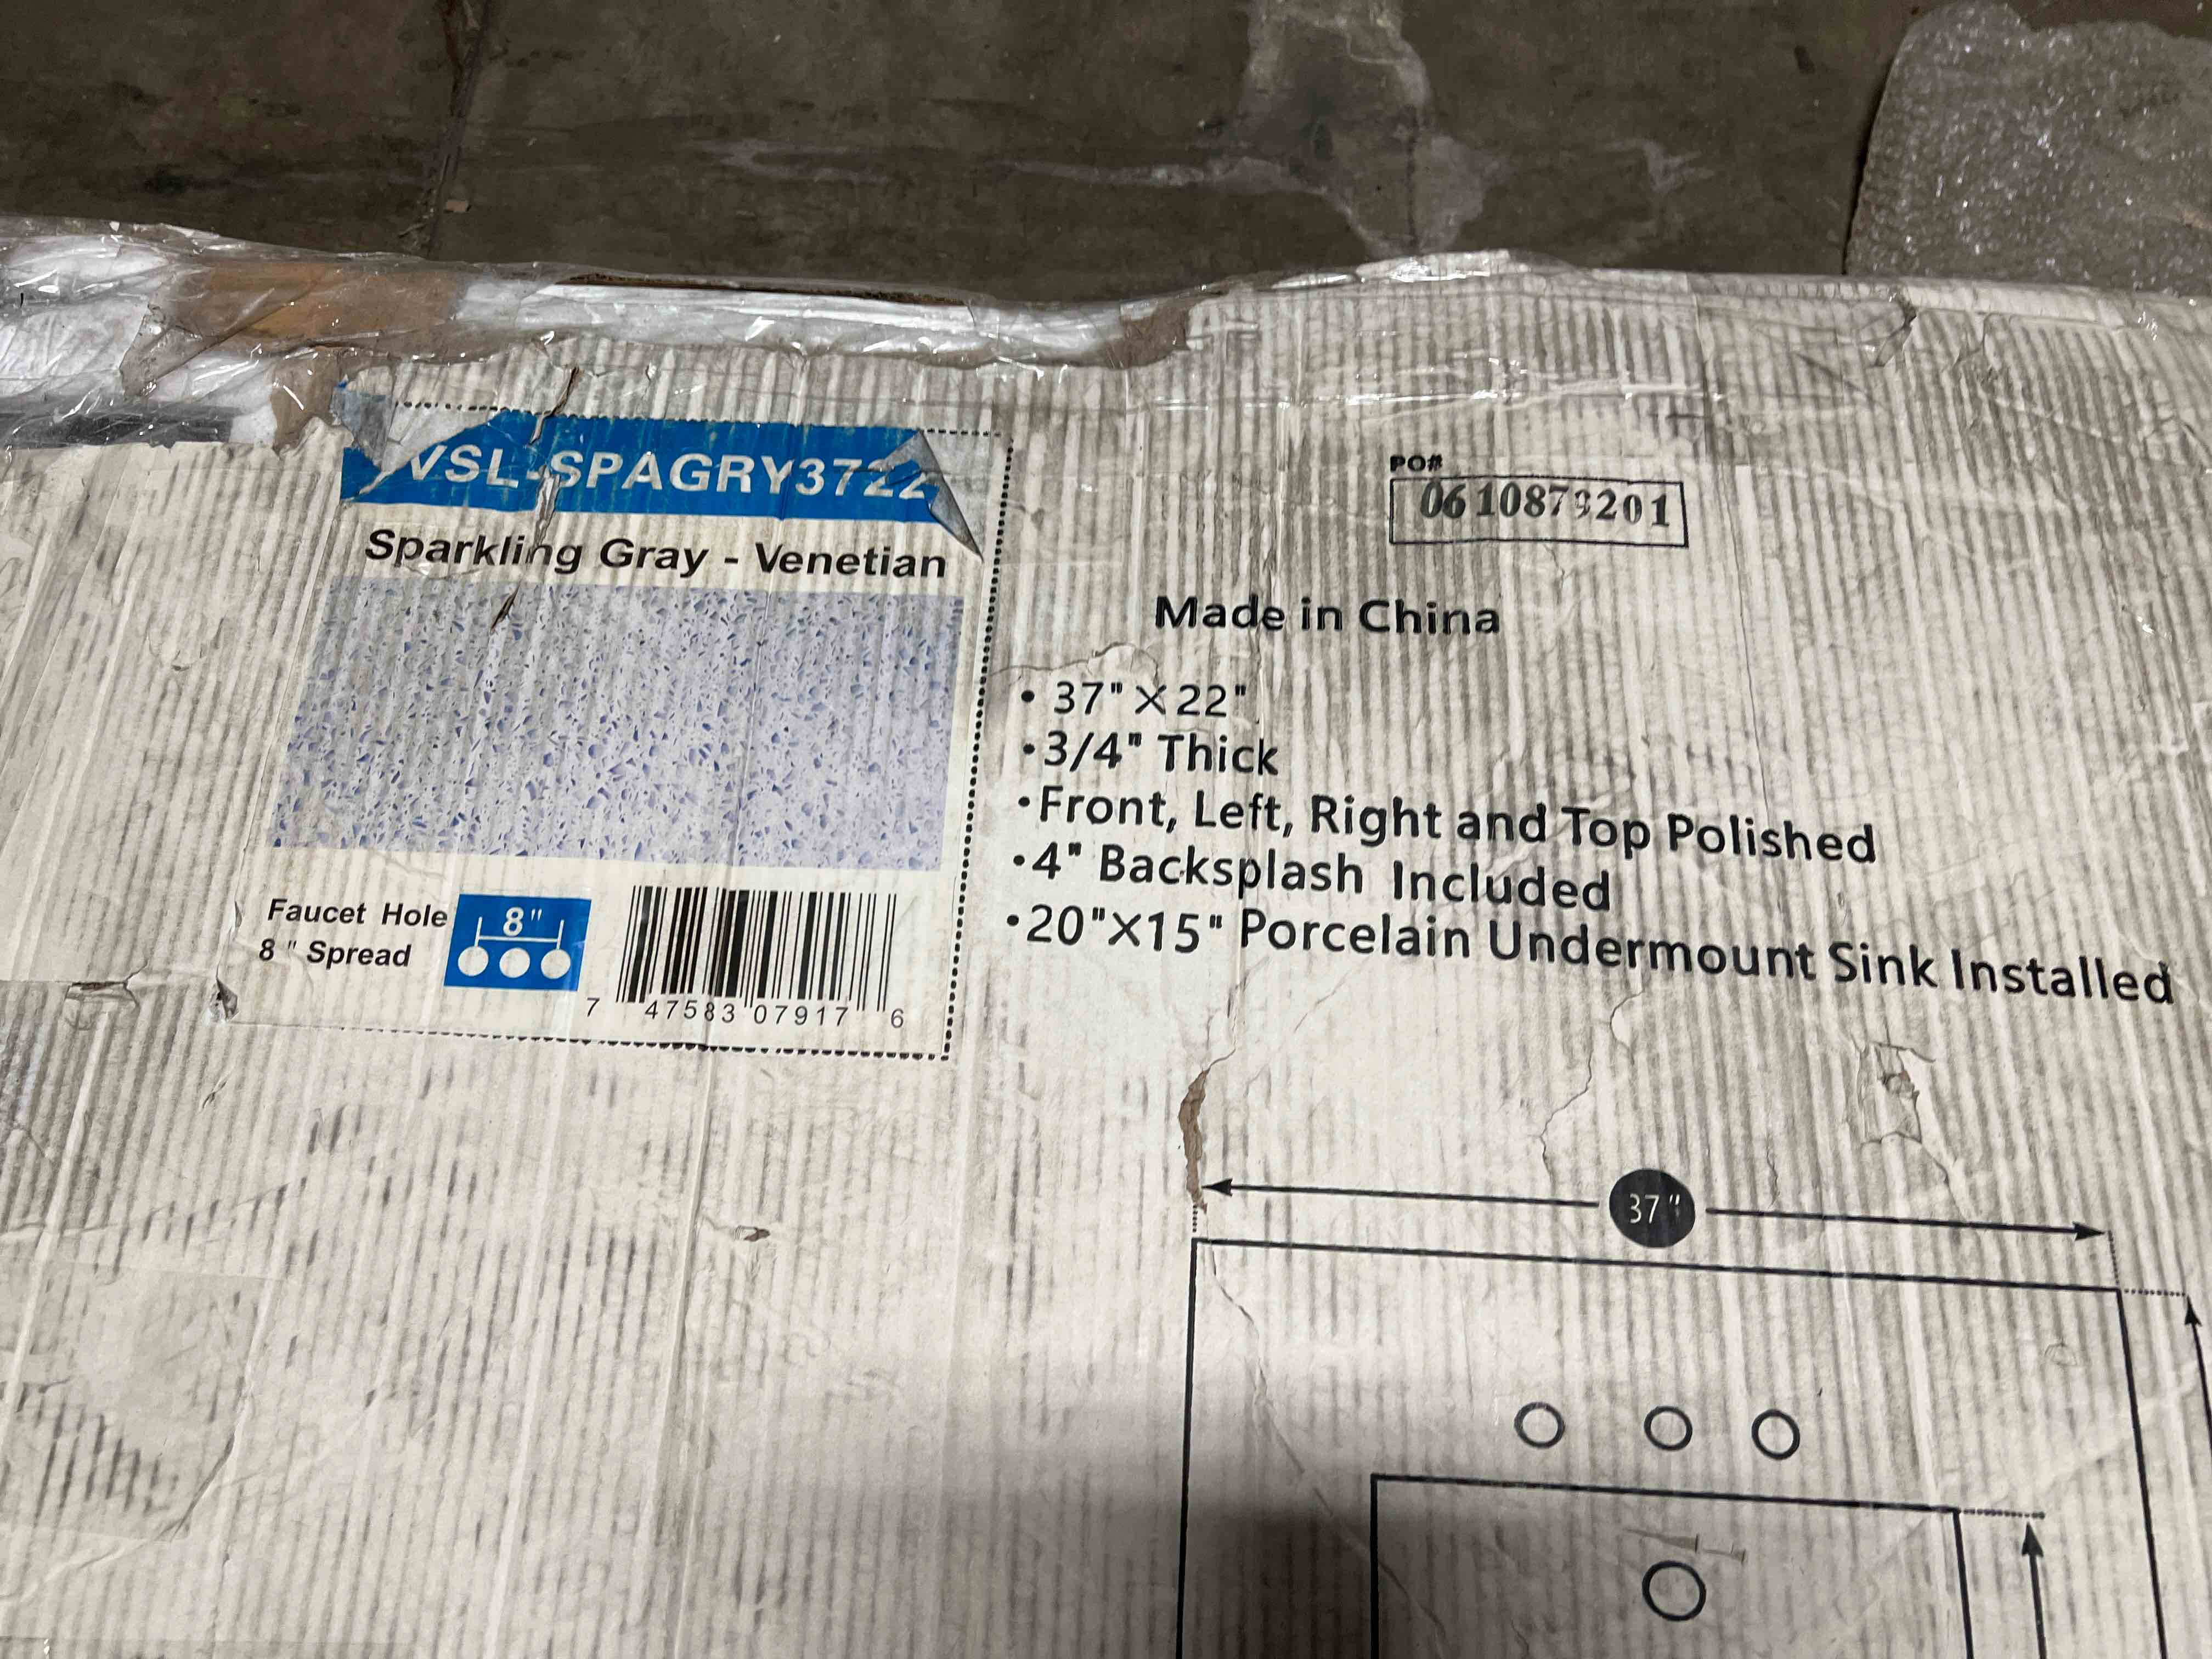 VSL-SPAGRY3722
Sparkling Gray - Venetian
Faucet Hole
8 " Spread
8"
7 47583 07917 6
PO#
Made in China
• 37" X 22"
• 3/4" Thick
• Front, Left, Right and Top Polished
• 4" Backsplash Included
• 20"X15" Porcelain Undermount Sink Installed
37"